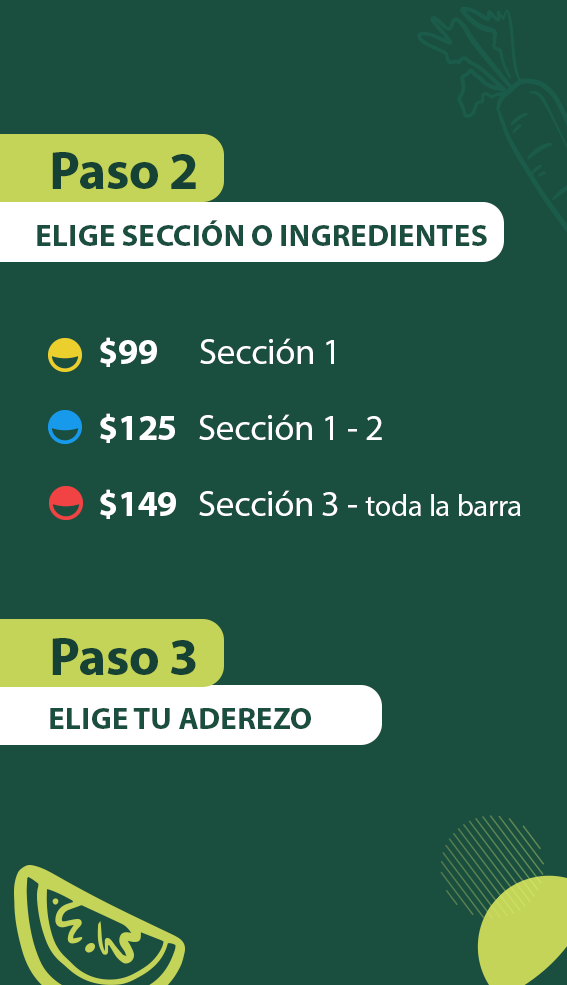 Paso 2
ELIGE SECCIÓN O INGREDIENTES
$99 Sección 1
$125 Sección 1 - 2
$149 Sección 3 - toda la barra
Paso 3
ELIGE TU ADEREZO